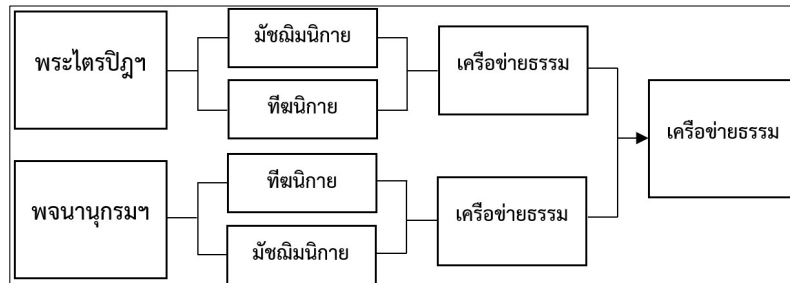 พระไตรปิฎฯ
มัชฌิมนิกาย
ทีฆนิกาย
เครือข่ายธรรม
พจนานุกรมฯ
ทีฆนิกาย
มัชฌิมนิกาย
เครือข่ายธรรม
เครือข่ายธรรม